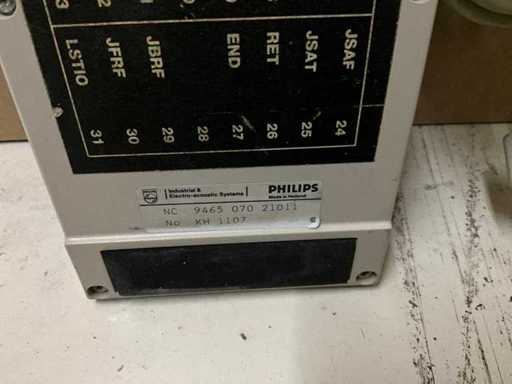 LSTIO
JFRF
JBRF
END
RET
JSAT
JSAF
31
30
29
28
27
26
25
24
Industrial &
Electro-acoustic Systems
PHILIPS
Made in Holland
NC 9465 070 21011
No KH 1107